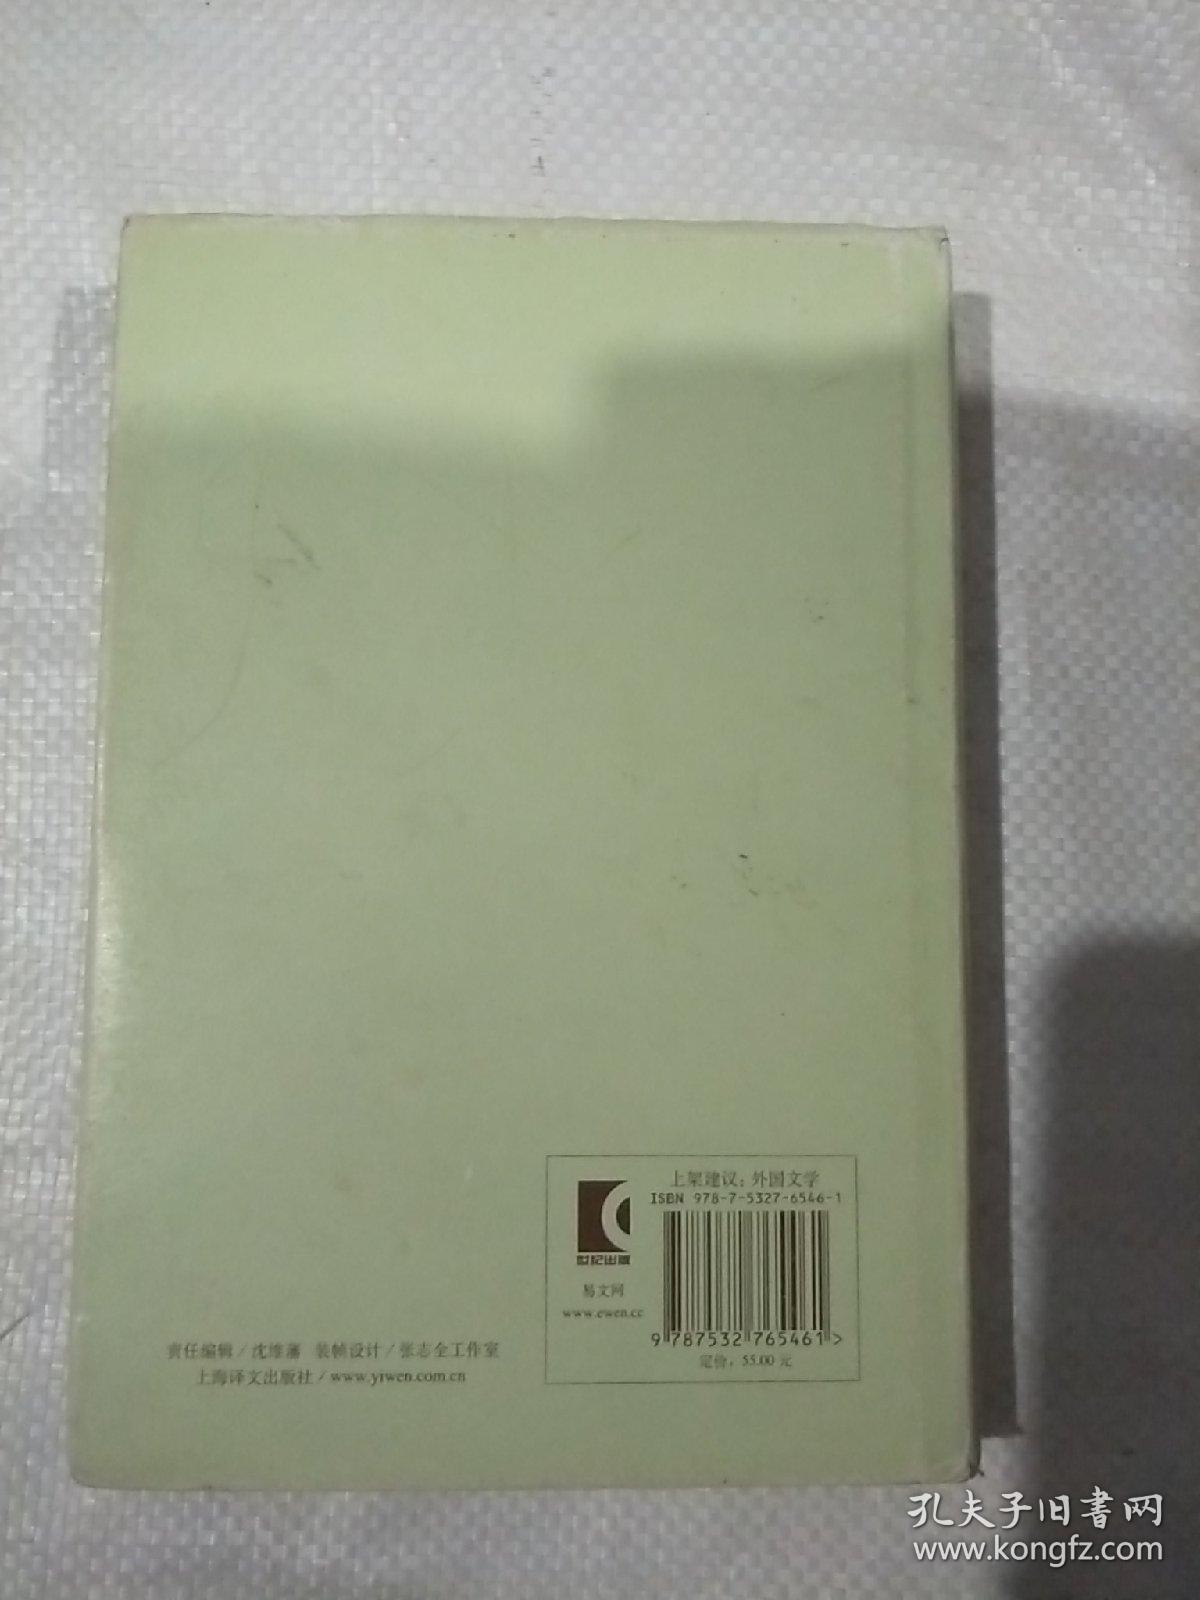 上架建议：外国文学
ISBN 978-7-5327-6546-1
世纪出版
易文网
www.ewen.cc
9 787532 765461 >
定价：55.00 元
责任编辑/沈维藩 装帧设计/张志全工作室
上海译文出版社/www.yiwen.com.cn
孔夫子旧书网
www.kongfz.com